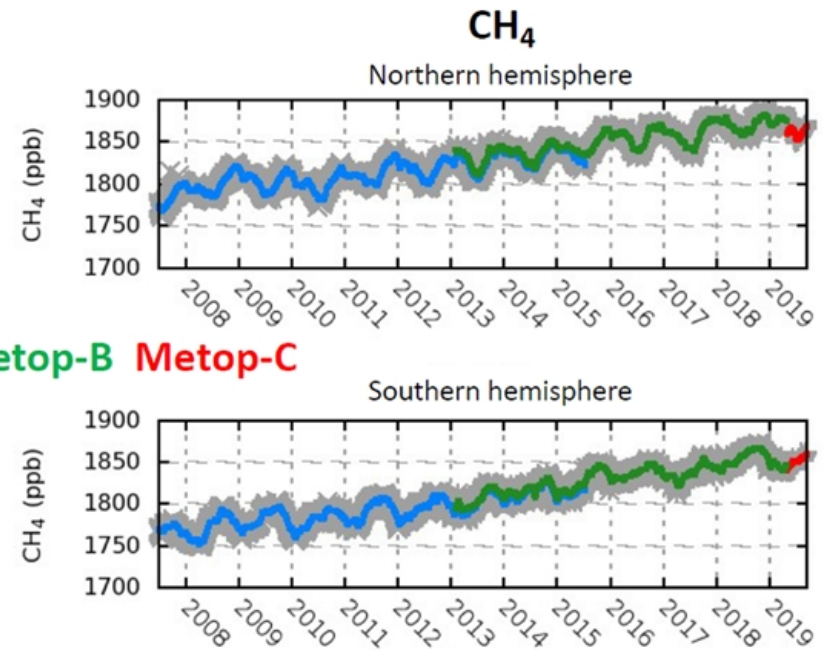 CH₄
Northern hemisphere
1900
1850
1800
1750
1700
CH₄ (ppb)
2008 2009 2010 2011 2012 2013 2014 2015 2016 2017 2018 2019
etop-B Metop-C
Southern hemisphere
1900
1850
1800
1750
1700
CH₄ (ppb)
2008 2009 2010 2011 2012 2013 2014 2015 2016 2017 2018 2019